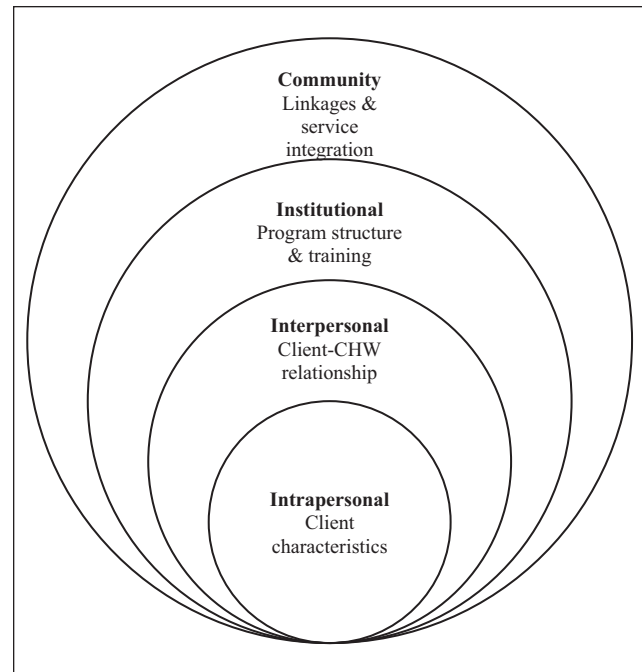 Community
Linkages &
service
integration
Institutional
Program structure
& training
Interpersonal
Client-CHW
relationship
Intrapersonal
Client
characteristics